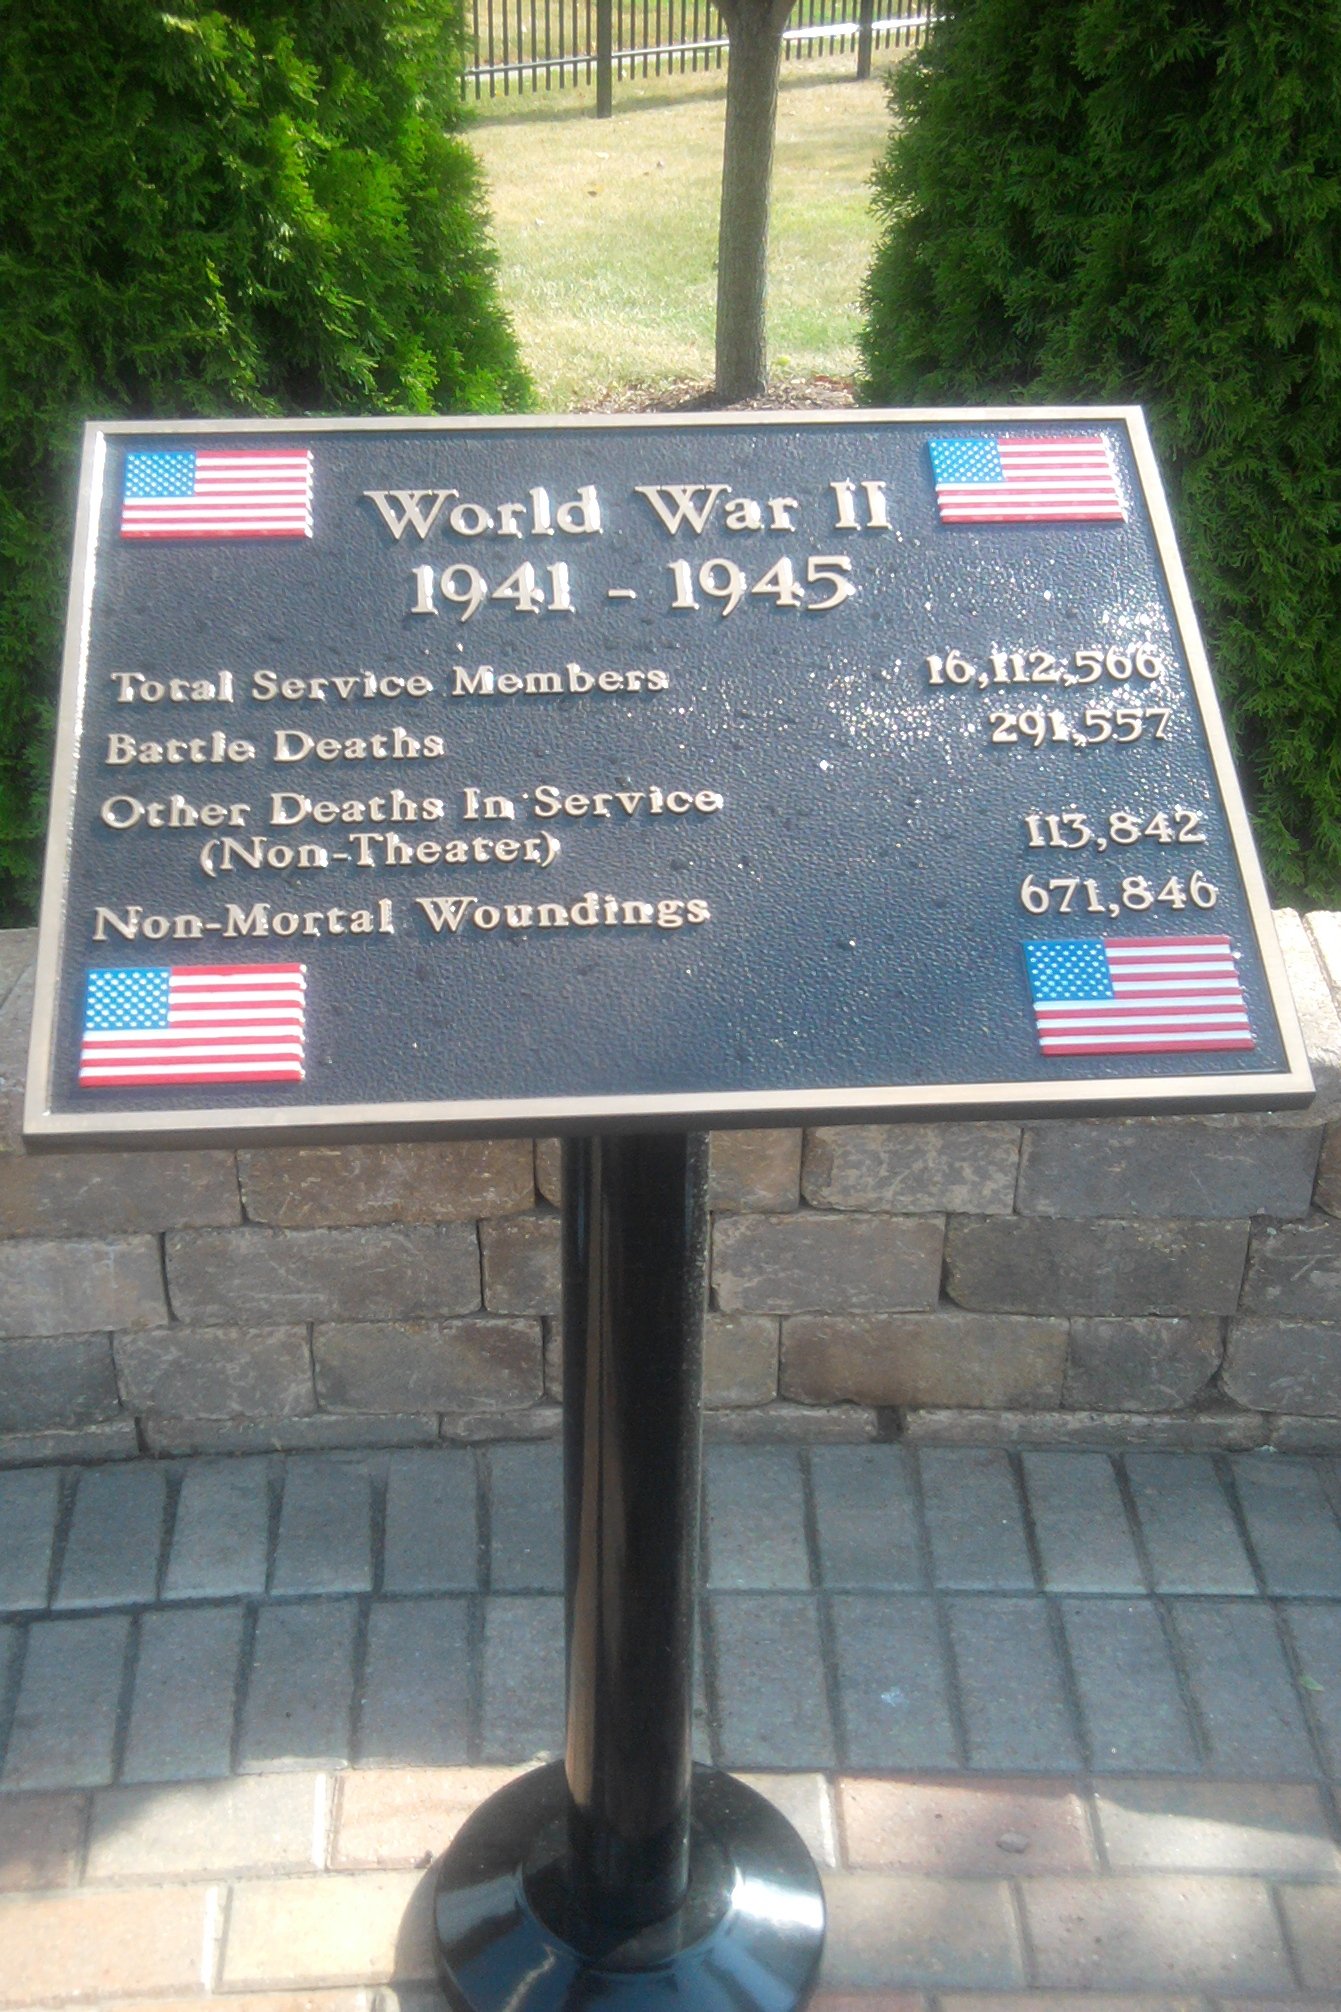 World War II
1941 - 1945
Total Service Members 16,112,566
Battle Deaths 291,557
Other Deaths In Service
(Non-Theater) 113,842
Non-Mortal Woundings 671,846